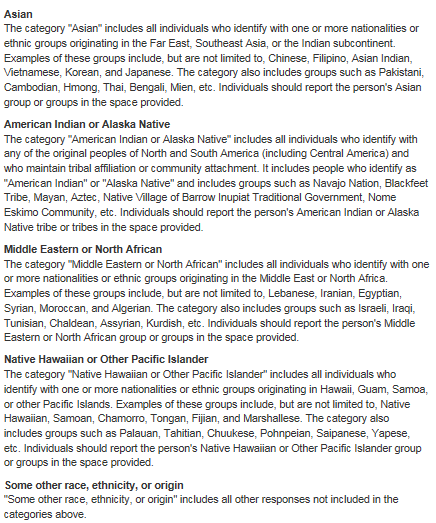 Asian
The category "Asian" includes all individuals who identify with one or more nationalities or
ethnic groups originating in the Far East, Southeast Asia, or the Indian subcontinent.
Examples of these groups include, but are not limited to, Chinese, Filipino, Asian Indian,
Vietnamese, Korean, and Japanese. The category also includes groups such as Pakistani,
Cambodian, Hmong, Thai, Bengali, Mien, etc. Individuals should report the person's Asian
group or groups in the space provided.
American Indian or Alaska Native
The category "American Indian or Alaska Native" includes all individuals who identify with
any of the original peoples of North and South America (including Central America) and
who maintain tribal affiliation or community attachment. It includes people who identify as
"American Indian" or "Alaska Native" and includes groups such as Navajo Nation, Blackfeet
Tribe, Mayan, Aztec, Native Village of Barrow Inupiat Traditional Government, Nome
Eskimo Community, etc. Individuals should report the person's American Indian or Alaska
Native tribe or tribes in the space provided.
Middle Eastern or North African
The category "Middle Eastern or North African" includes all individuals who identify with one
or more nationalities or ethnic groups originating in the Middle East or North Africa.
Examples of these groups include, but are not limited to, Lebanese, Iranian, Egyptian,
Syrian, Moroccan, and Algerian. The category also includes groups such as Israeli, Iraqi,
Tunisian, Chaldean, Assyrian, Kurdish, etc. Individuals should report the person's Middle
Eastern or North African group or groups in the space provided.
Native Hawaiian or Other Pacific Islander
The category "Native Hawaiian or Other Pacific Islander" includes all individuals who
identify with one or more nationalities or ethnic groups originating in Hawaii, Guam, Samoa,
or other Pacific Islands. Examples of these groups include, but are not limited to, Native
Hawaiian, Samoan, Chamorro, Tongan, Fijian, and Marshallese. The category also
includes groups such as Palauan, Tahitian, Chuukese, Pohnpeian, Saipanese, Yapese,
etc. Individuals should report the person's Native Hawaiian or Other Pacific Islander group
or groups in the space provided.
Some other race, ethnicity, or origin
"Some other race, ethnicity, or origin" includes all other responses not included in the
categories above.